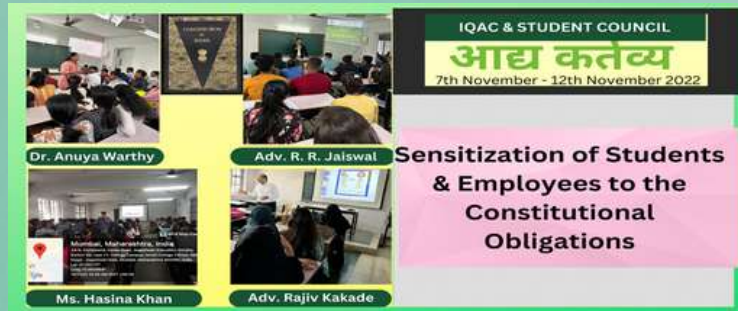 CONSTITUTION
Dr. Anuya Warthy
Adv. R. R. Jaiswal
Mumbai, Maharashtra, India
Ms. Hasina Khan
Adv. Rajiv Kakade
IQAC & STUDENT COUNCIL
आद्य कर्तव्य
7th November - 12th November 2022
Sensitization of Students
& Employees to the
Constitutional
Obligations